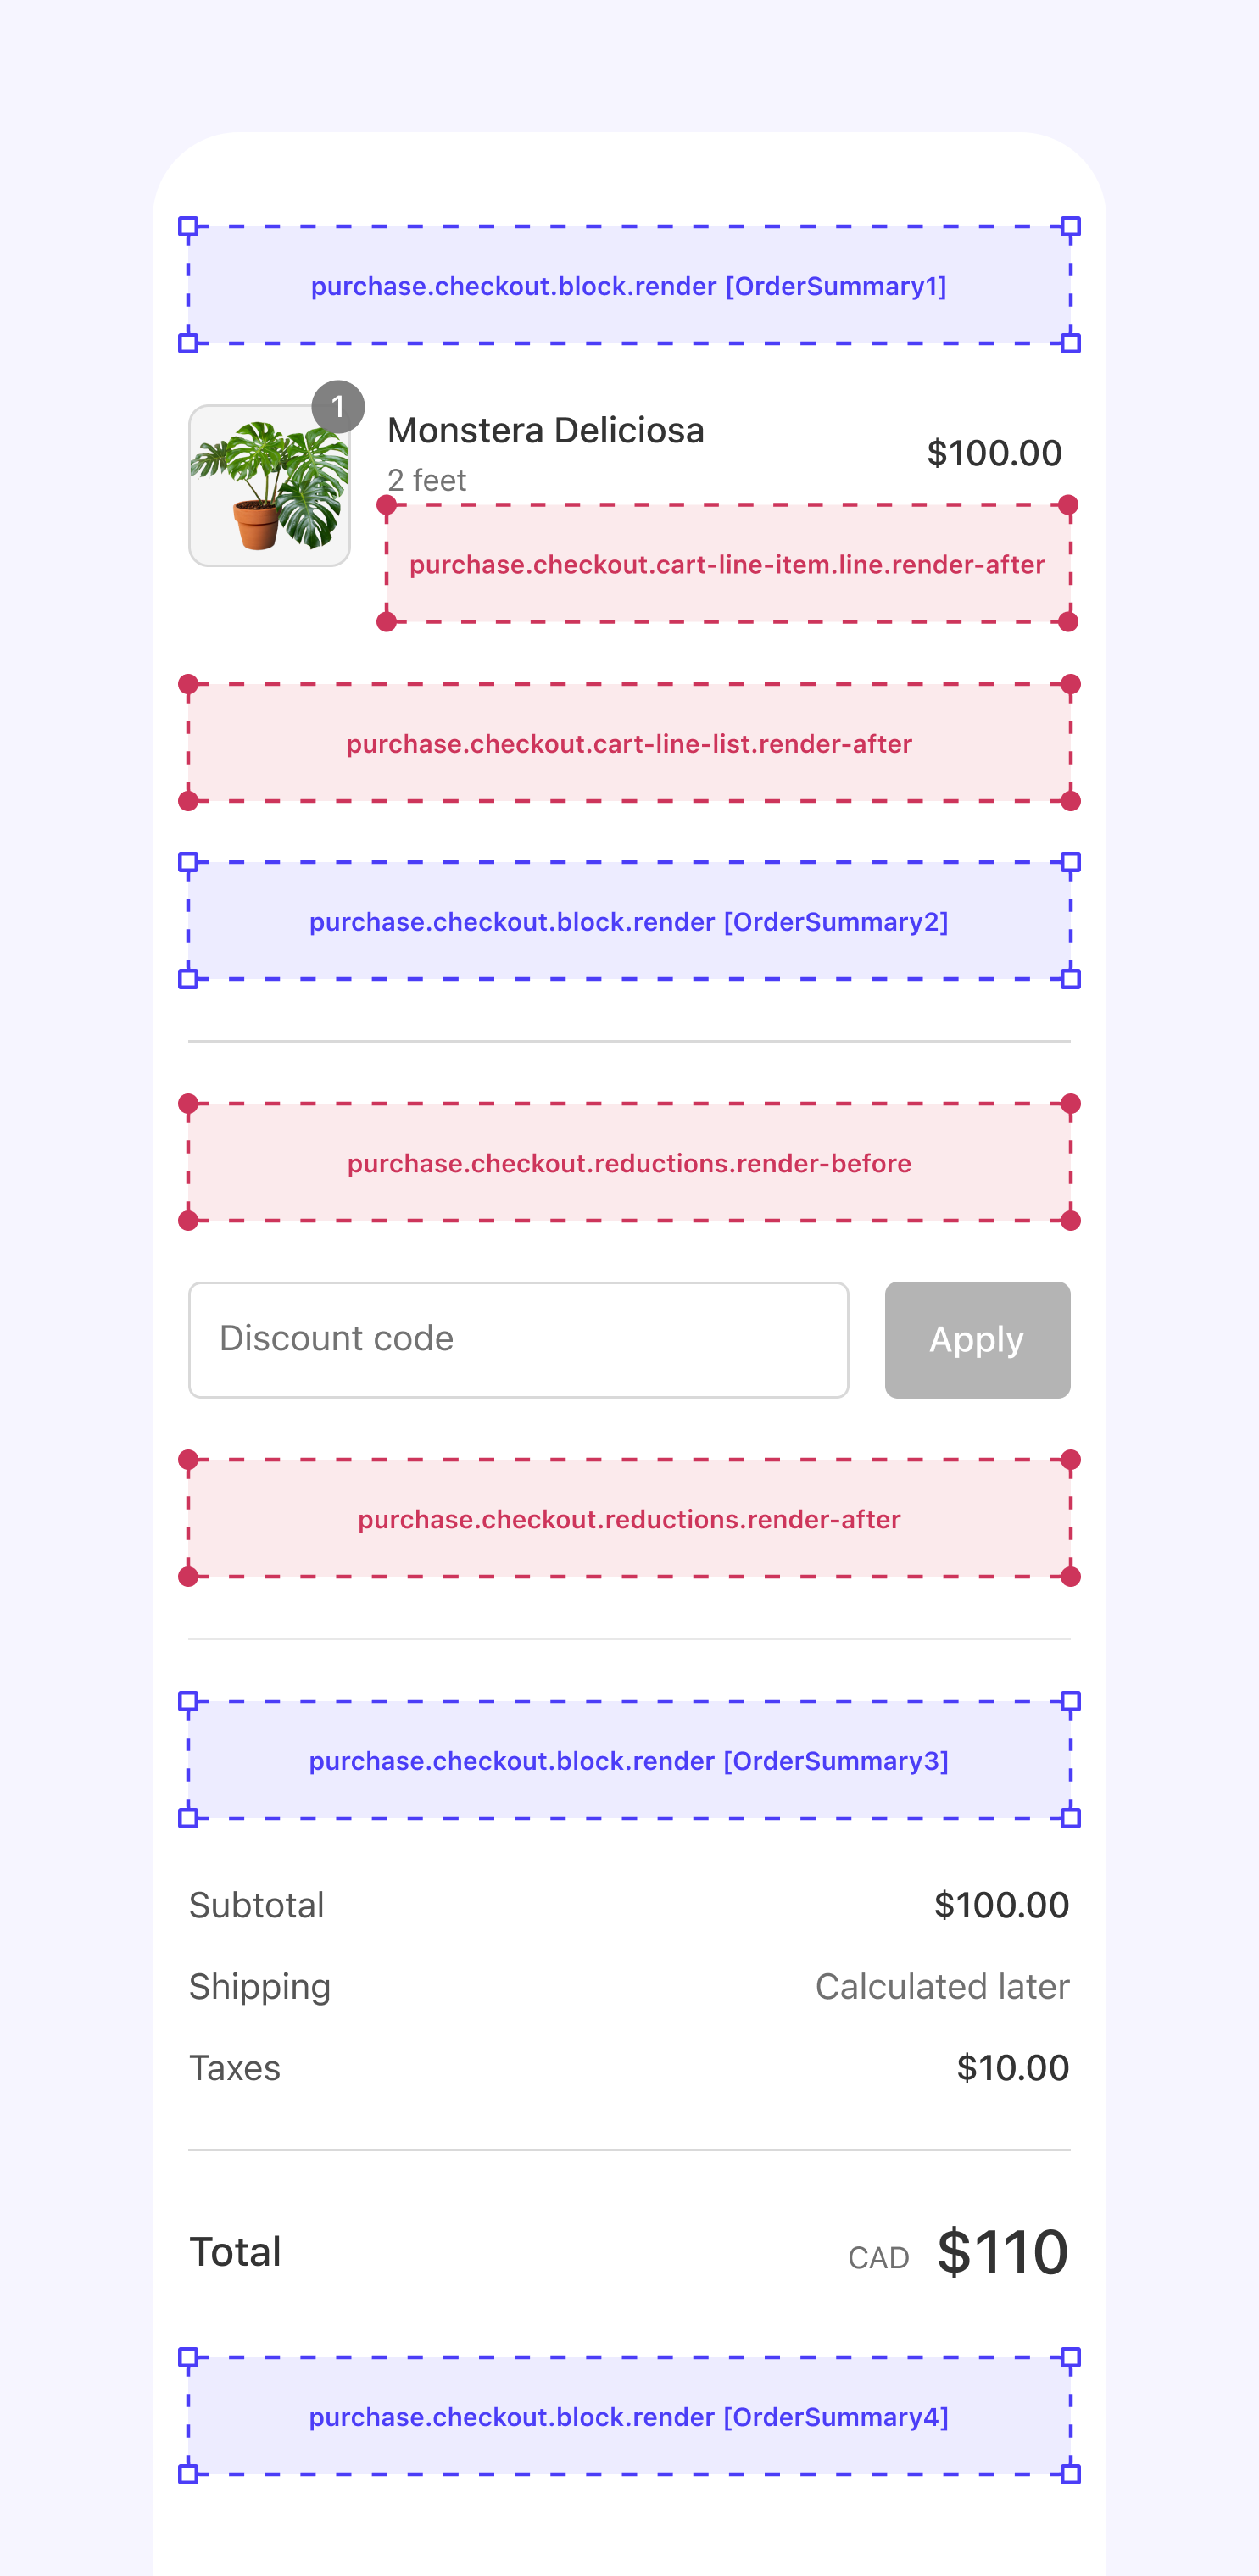 purchase.checkout.block.render [OrderSummary1]
1
Monstera Deliciosa
$100.00
2 feet
purchase.checkout.cart-line-item.line.render-after
purchase.checkout.cart-line-list.render-after
purchase.checkout.block.render [OrderSummary2]
purchase.checkout.reductions.render-before
Discount code
Apply
purchase.checkout.reductions.render-after
purchase.checkout.block.render [OrderSummary3]
Subtotal $100.00
Shipping Calculated later
Taxes $10.00
Total CAD $110
purchase.checkout.block.render [OrderSummary4]